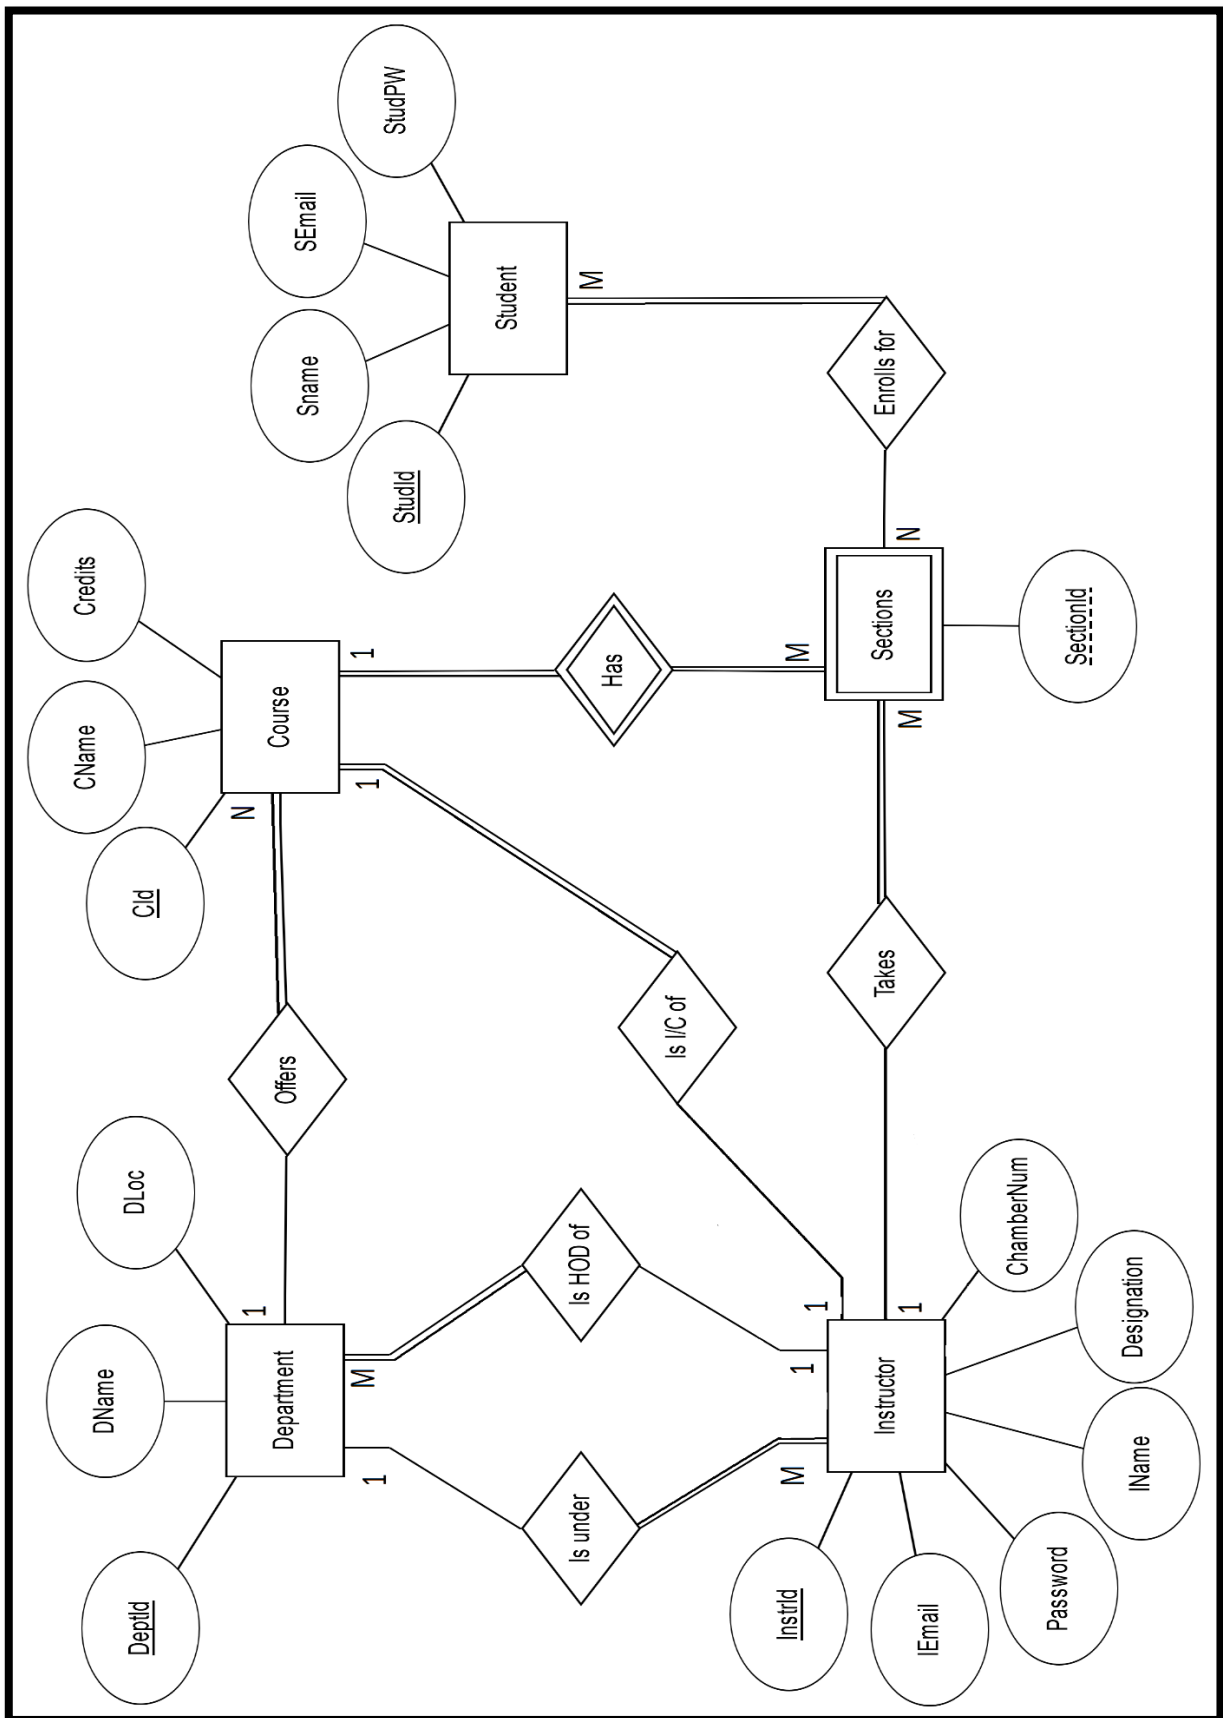 DeptId
DName
DLoc
CId
CName
Credits
Department
1
1
M
Offers
N
Course
1
1
StudId
Sname
SEmail
StudPW
Student
M
Is under
Is HOD of
Is I/C of
Has
M
1
1
M
Instructor
1
Takes
M
Sections
N
Enrolls for
InstrId
IEmail
Password
IName
Designation
ChamberNum
SectionId